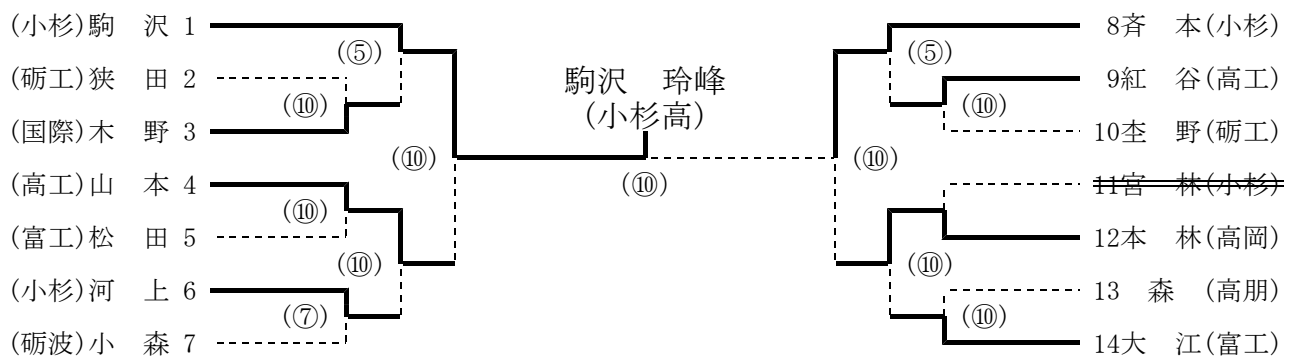 (小杉)駒　沢 1
(⑤)
(砺工)狭　田 2
(⑩)
(国際)木　野 3
(⑩)
(高工)山　本 4
(⑩)
(富工)松　田 5
(⑩)
(小杉)河　上 6
(⑦)
(砺波)小　森 7
駒沢　玲峰
(小杉高)
(⑩)
8斉　本(小杉)
(⑤)
9紅　谷(高工)
(⑩)
10杢　野(砺工)
(⑩)
11宮　林(小杉)
12本　林(高岡)
(⑩)
13　森　(高朋)
(⑩)
14大　江(富工)